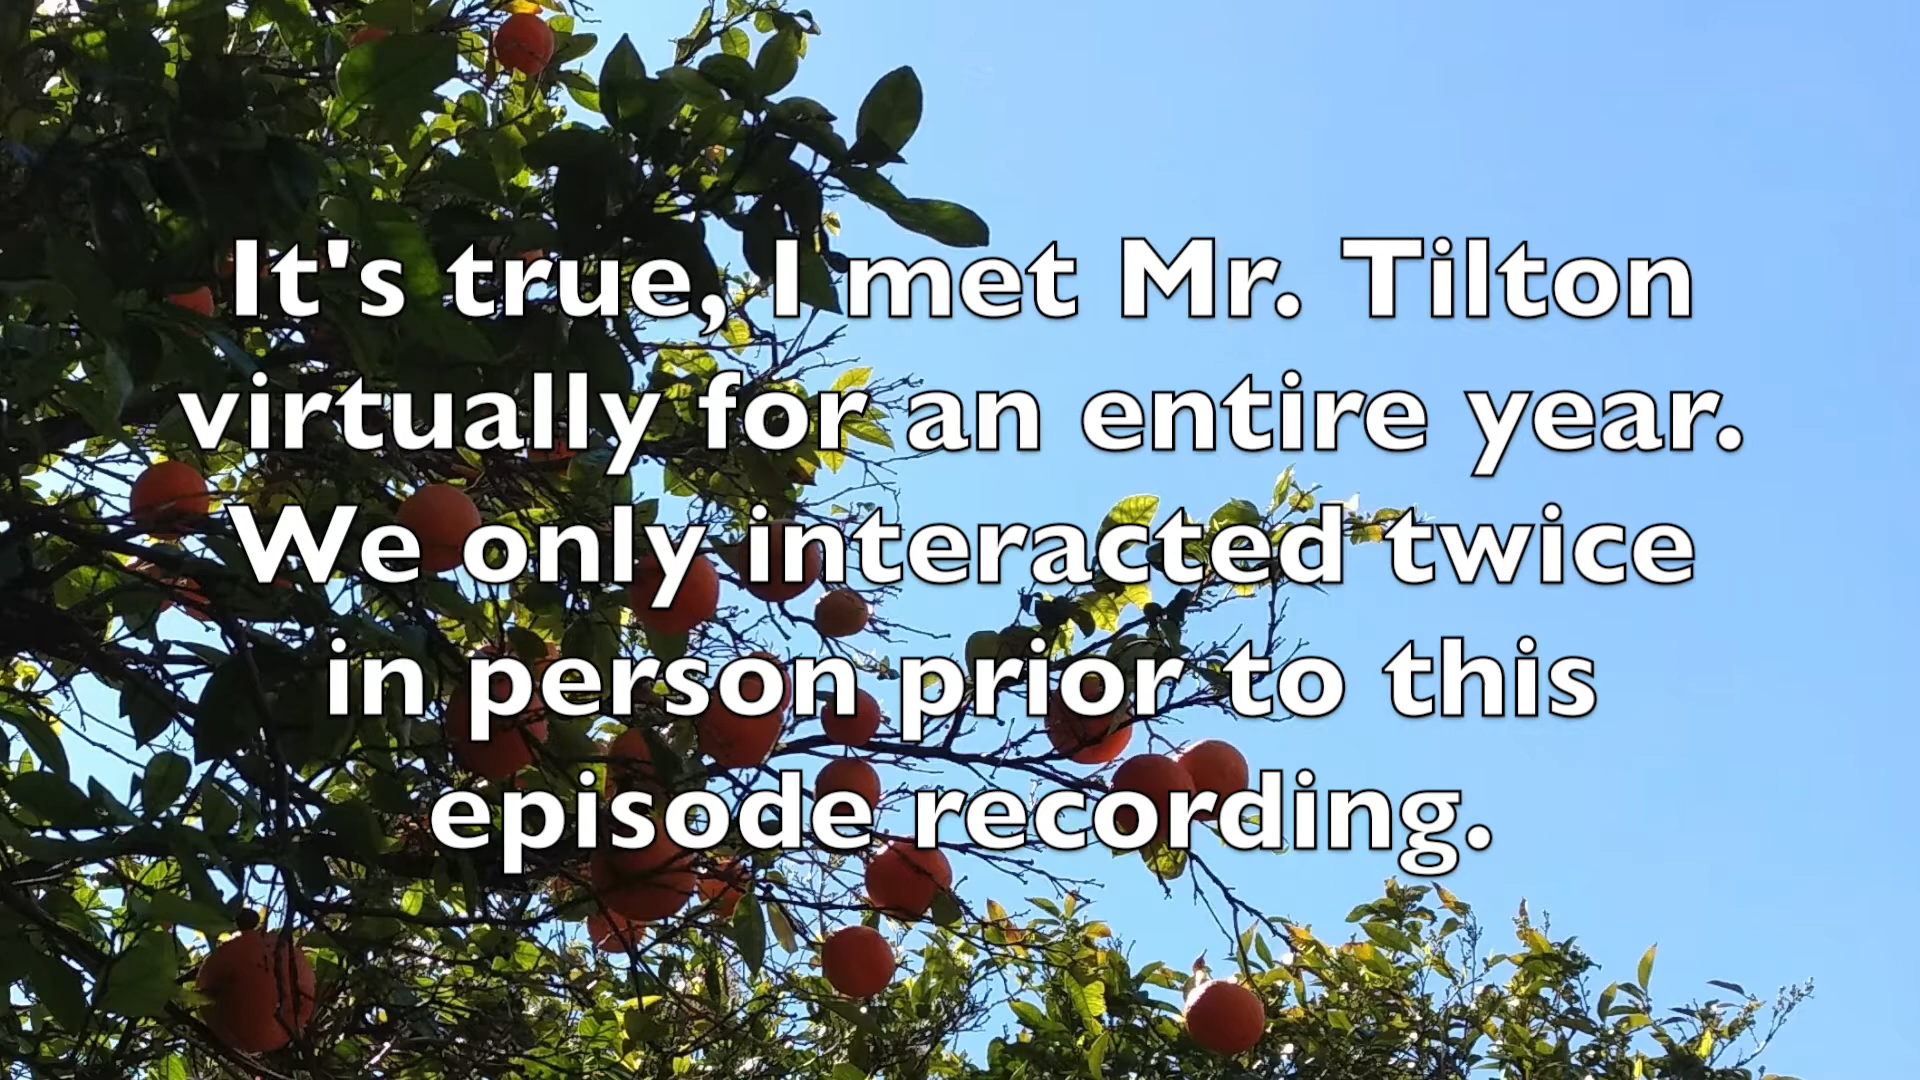 It's true, I met Mr. Tilton
virtually for an entire year.
We only interacted twice
in person prior to this
episode recording.